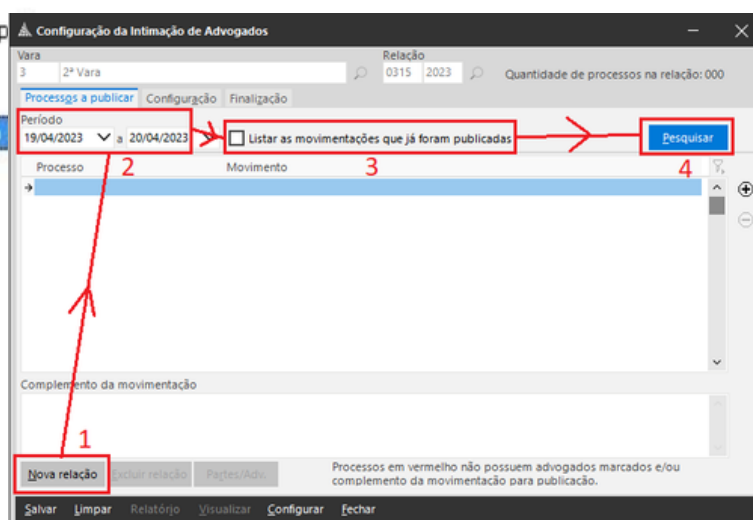 Configuração da Intimação de Advogados
Vara
Relação
3 2ª Vara 0315 2023 Quantidade de processos na relação: 000
Processos a publicar Configuração Finalização
Período
19/04/2023 a 20/04/2023 Listar as movimentações que já foram publicadas Pesquisar
2 3 4
Processo Movimento
Complemento da movimentação
1
Nova relação Excluir relação Partes/Adv. Processos em vermelho não possuem advogados marcados e/ou
complemento da movimentação para publicação.
Salvar Limpar Relatório Visualizar Configurar Fechar